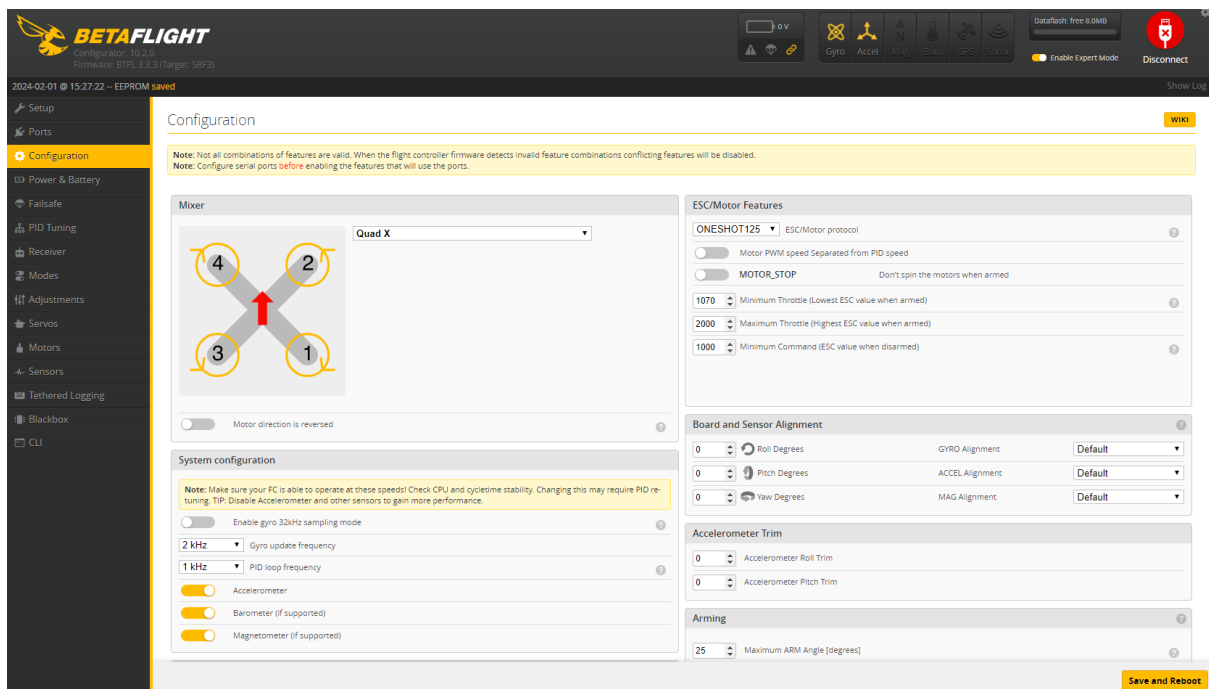 BETAFLIGHT
Configurator: 10.2.0
Firmware: BTFL 3.3.3 (Target: SRF3)
0 V
Gyro Accel Mag Baro GPS Sonar
Dataflash: free 8.0MB
Enable Expert Mode
Disconnect
2024-02-01 @ 15:27:22 -- EEPROM saved
Show Log
Setup
Ports
Configuration
Power & Battery
Failsafe
PID Tuning
Receiver
Modes
Adjustments
Servos
Motors
Sensors
Tethered Logging
Blackbox
CLI
Configuration
WIKI
Note: Not all combinations of features are valid. When the flight controller firmware detects invalid feature combinations conflicting features will be disabled.
Note: Configure serial ports before enabling the features that will use the ports.
Mixer
Quad X
4 2
3 1
Motor direction is reversed
System configuration
Note: Make sure your FC is able to operate at these speeds! Check CPU and cycletime stability. Changing this may require PID re-
tuning. TIP: Disable Accelerometer and other sensors to gain more performance.
Enable gyro 32kHz sampling mode
2 kHz Gyro update frequency
1 kHz PID loop frequency
Accelerometer
Barometer (if supported)
Magnetometer (if supported)
ESC/Motor Features
ONESHOT125 ESC/Motor protocol
Motor PWM speed Separated from PID speed
MOTOR_STOP Don't spin the motors when armed
1070 Minimum Throttle (Lowest ESC value when armed)
2000 Maximum Throttle (Highest ESC value when armed)
1000 Minimum Command (ESC value when disarmed)
Board and Sensor Alignment
0 Roll Degrees GYRO Alignment Default
0 Pitch Degrees ACCEL Alignment Default
0 Yaw Degrees MAG Alignment Default
Accelerometer Trim
0 Accelerometer Roll Trim
0 Accelerometer Pitch Trim
Arming
25 Maximum ARM Angle [degrees]
Save and Reboot